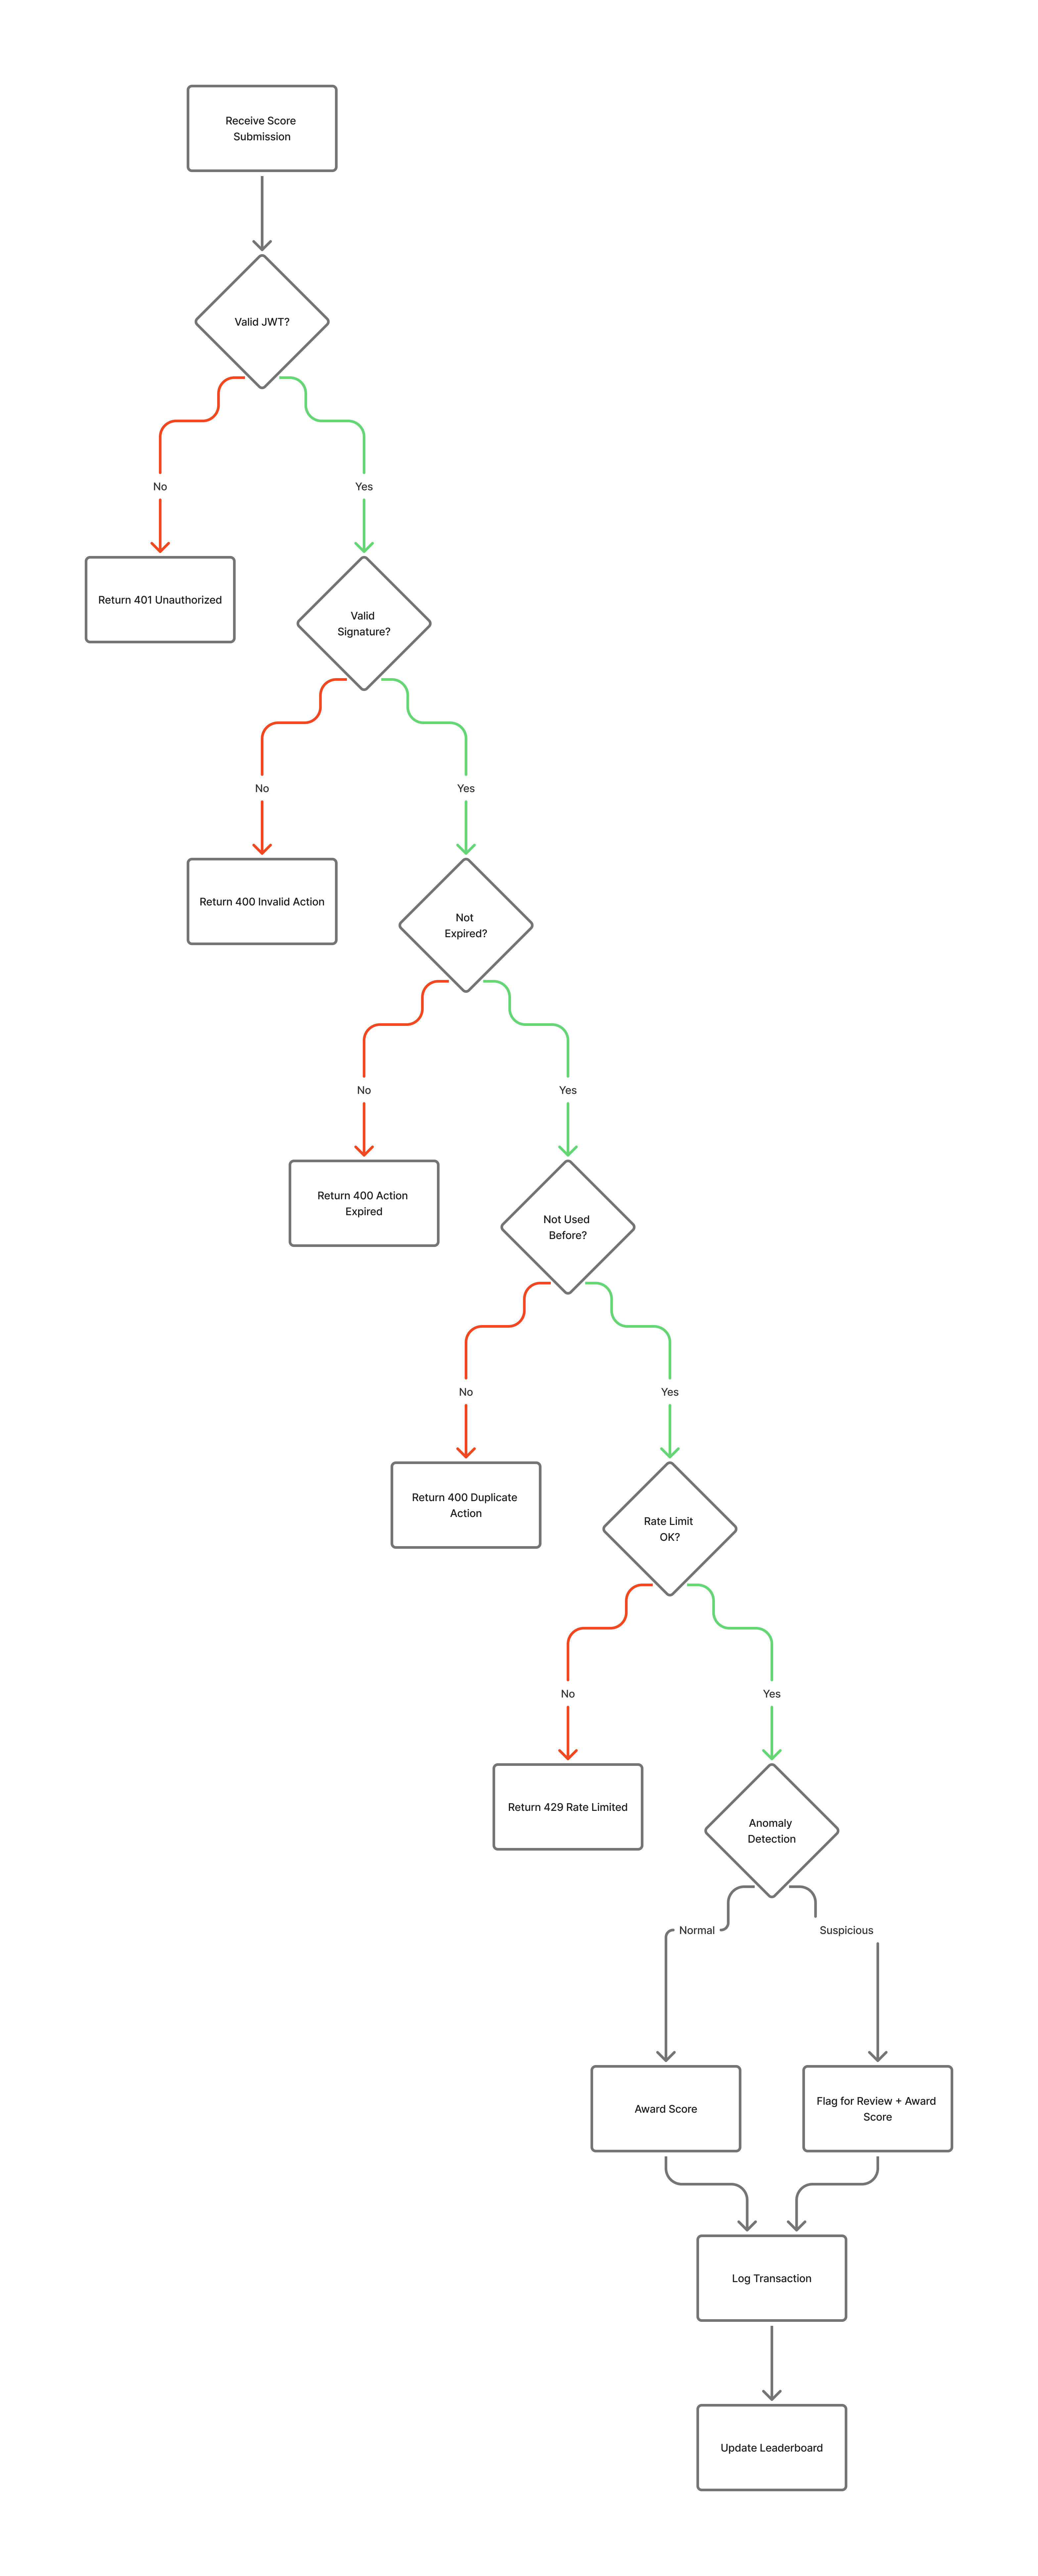 Receive Score
Submission
Valid JWT?
No
Yes
Return 401 Unauthorized
Valid
Signature?
No
Yes
Return 400 Invalid Action
Not
Expired?
No
Yes
Return 400 Action
Expired
Not Used
Before?
No
Yes
Return 400 Duplicate
Action
Rate Limit
OK?
No
Yes
Return 429 Rate Limited
Anomaly
Detection
Normal
Suspicious
Award Score
Flag for Review + Award
Score
Log Transaction
Update Leaderboard